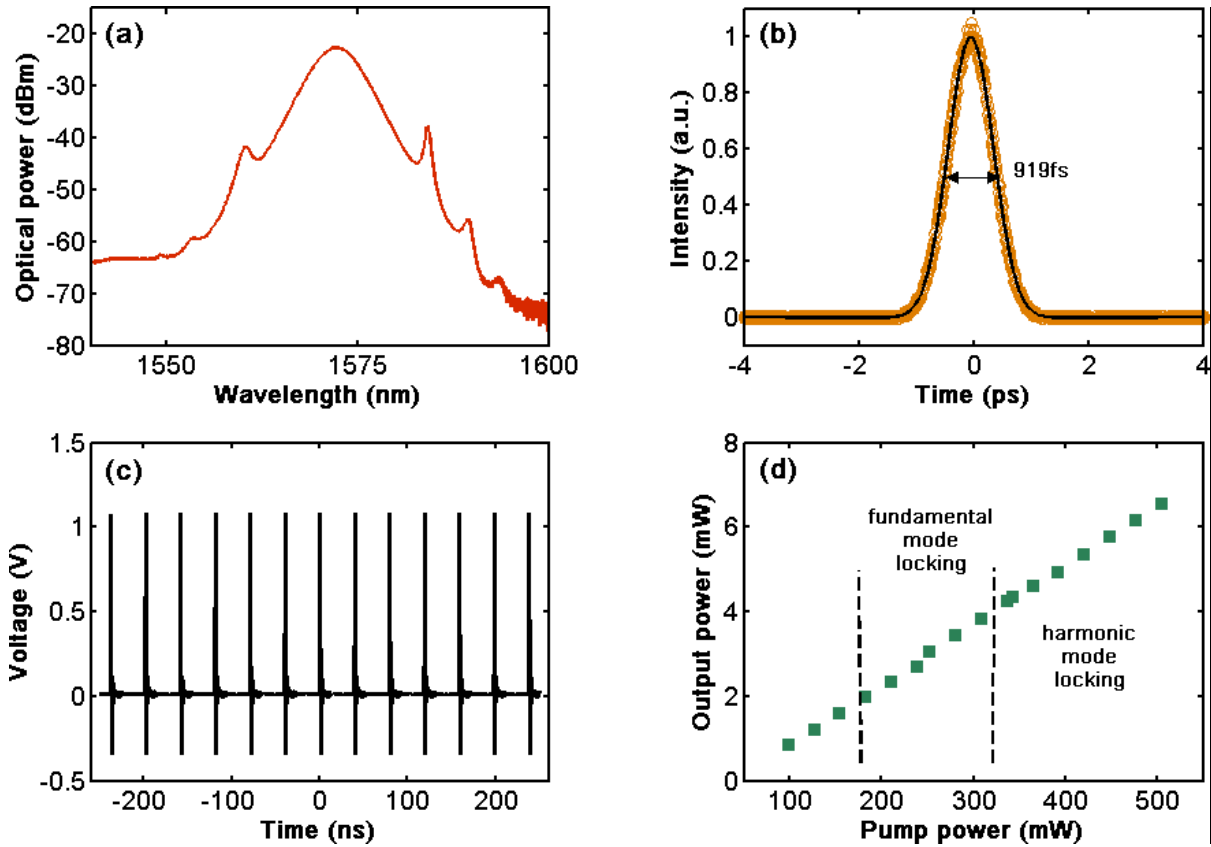 (a)
Optical power (dBm)
-20
-30
-40
-50
-60
-70
-80
1550
1575
1600
Wavelength (nm)
(b)
Intensity (a.u.)
1
0.8
0.6
0.4
0.2
0
919fs
-4
-2
0
2
4
Time (ps)
(c)
Voltage (V)
1.5
1
0.5
0
-0.5
-200
-100
0
100
200
Time (ns)
(d)
Output power (mW)
8
6
4
2
0
fundamental
mode
locking
harmonic
mode
locking
100
200
300
400
500
Pump power (mW)